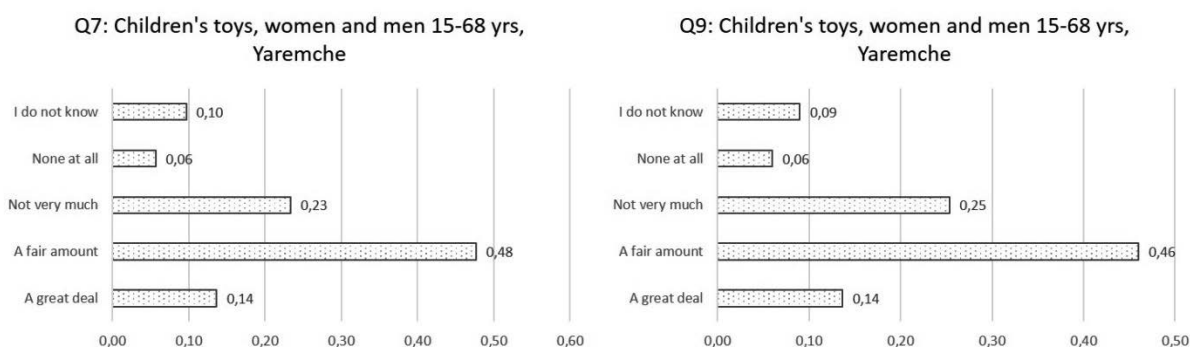 Q7: Children's toys, women and men 15-68 yrs,
Yaremche
I do not know
0,10
None at all
0,06
Not very much
0,23
A fair amount
0,48
A great deal
0,14
0,00 0,10 0,20 0,30 0,40 0,50 0,60
Q9: Children's toys, women and men 15-68 yrs,
Yaremche
I do not know
0,09
None at all
0,06
Not very much
0,25
A fair amount
0,46
A great deal
0,14
0,00 0,10 0,20 0,30 0,40 0,50